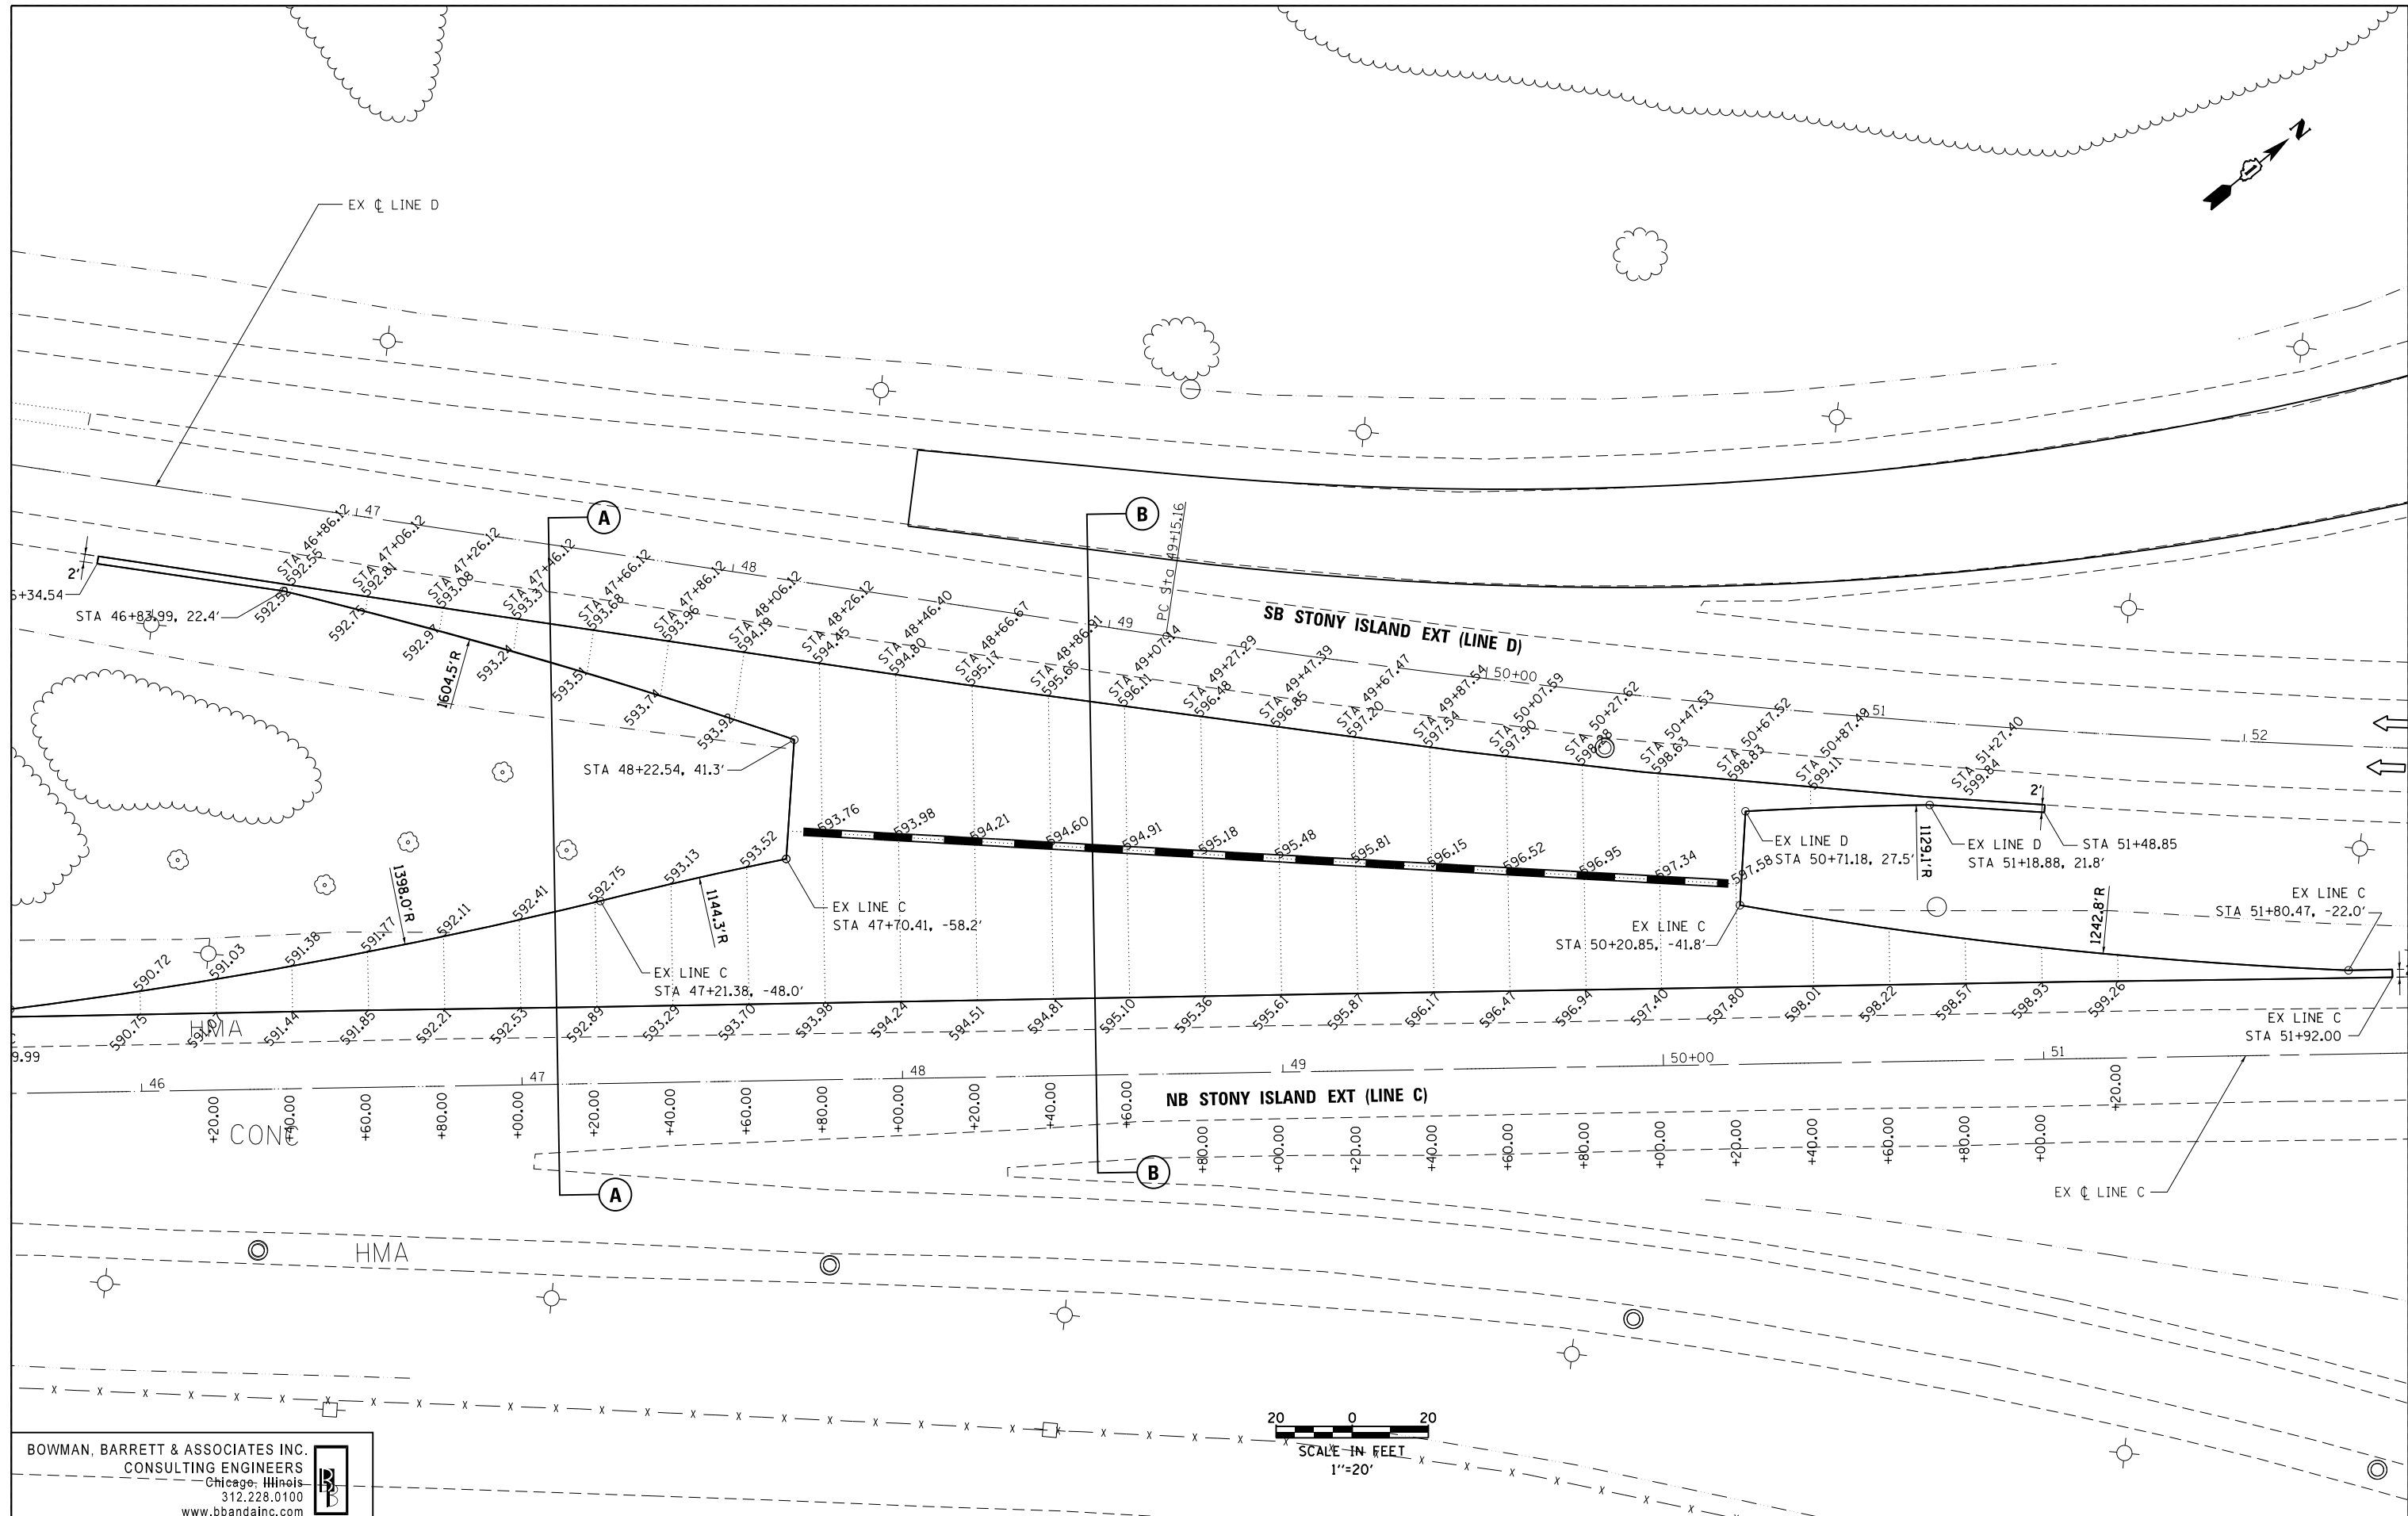 N
EX ℄ LINE D
47
48
49
50+00
51
52
PC Sta 49+15.16
SB STONY ISLAND EXT (LINE D)
STA 46+86.12
592.55
STA 47+06.12
592.81
STA 47+26.12
593.08
STA 47+46.12
593.37
STA 47+66.12
593.68
STA 47+86.12
593.96
STA 48+06.12
594.19
STA 48+26.12
594.45
STA 48+46.40
594.80
STA 48+66.67
595.17
STA 48+86.91
595.65
STA 49+07.14
596.11
STA 49+27.29
596.48
STA 49+47.39
596.85
STA 49+67.47
597.20
STA 49+87.54
597.54
STA 50+07.59
597.90
STA 50+27.62
598.28
STA 50+47.53
598.63
STA 50+67.52
598.83
STA 50+87.49
599.11
STA 51+27.40
599.84
2'
+34.54
STA 46+83.99, 22.4'
592.52
592.75
592.97
593.24
593.51
593.74
593.92
1604.5'R
STA 48+22.54, 41.3'
A
B
593.76
593.98
594.21
594.60
594.91
595.18
595.48
595.81
596.15
596.52
596.95
597.34
597.58
2'
EX LINE D
STA 50+71.18, 27.5'
1129.1'R
EX LINE D
STA 51+18.88, 21.8'
STA 51+48.85
EX LINE C
STA 51+80.47, -22.0'
1242.8'R
EX LINE C
STA 50+20.85, -41.8'
EX LINE C
STA 47+70.41, -58.2'
1398.0'R
1144.3'R
EX LINE C
STA 47+21.38, -48.0'
590.72
591.03
591.38
591.77
592.11
592.41
592.75
593.13
593.52
590.75
591.07
591.44
591.85
592.21
592.53
592.89
593.29
593.70
593.98
594.24
594.51
594.81
595.10
595.36
595.61
595.87
596.17
596.47
596.94
597.40
597.80
598.01
598.22
598.57
598.93
599.26
HMA
9.99
EX LINE C
STA 51+92.00
46
47
48
49
50+00
51
NB STONY ISLAND EXT (LINE C)
+20.00
+40.00
+60.00
+80.00
+00.00
+20.00
+40.00
+60.00
+80.00
+00.00
+20.00
+40.00
+60.00
+80.00
+00.00
+20.00
+40.00
+60.00
+80.00
+00.00
+20.00
+40.00
+60.00
+80.00
+00.00
+20.00
CONC
A
B
EX ℄ LINE C
HMA
20 0 20
SCALE IN FEET
1"=20'
BOWMAN, BARRETT & ASSOCIATES INC.
CONSULTING ENGINEERS
Chicago, Illinois
312.228.0100
www.bbandainc.com